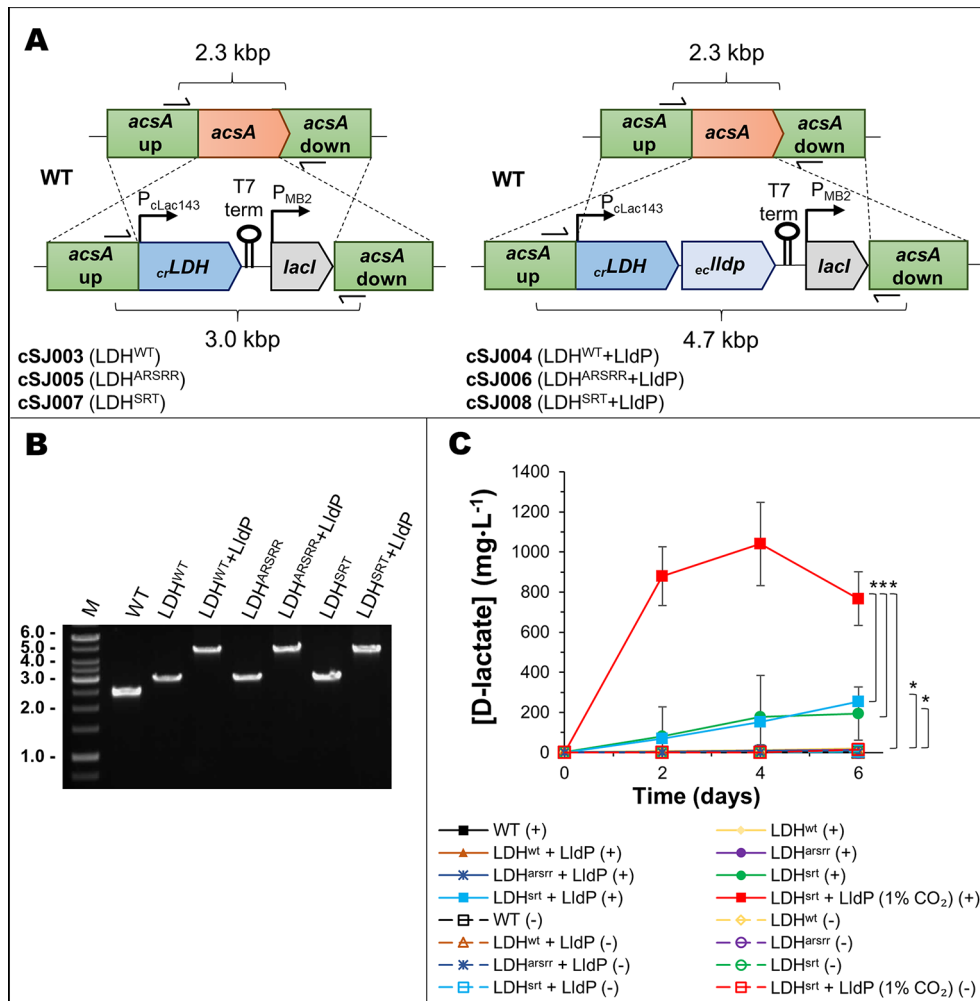 A
2.3 kbp
2.3 kbp
acsA up
acsA
acsA down
acsA up
acsA
acsA down
WT
PcLac143
T7 term
PMB2
WT
PcLac143
T7 term
PMB2
acsA up
crLDH
lacI
acsA down
acsA up
crLDH
eclldp
lacI
acsA down
3.0 kbp
4.7 kbp
cSJ003 (LDHWT)
cSJ005 (LDHARSRR)
cSJ007 (LDHSRT)
cSJ004 (LDHWT+LldP)
cSJ006 (LDHARSRR+LldP)
cSJ008 (LDHSRT+LldP)
B
M
WT
LDHWT
LDHWT+LldP
LDHARSRR
LDHARSRR+LldP
LDHSRT
LDHSRT+LldP
6.0 -
5.0 -
4.0 -
3.0 -
2.0 -
1.0 -
C
[D-lactate] (mg·L-1)
1400
1200
1000
800
600
400
200
0
***
*
*
0 2 4 6
Time (days)
WT (+)
LDHwt + LldP (+)
LDHarsrr + LldP (+)
LDHsrt + LldP (+)
WT (-)
LDHwt + LldP (-)
LDHarsrr + LldP (-)
LDHsrt + LldP (-)
LDHwt (+)
LDHarsrr (+)
LDHsrt (+)
LDHsrt + LldP (1% CO₂) (+)
LDHwt (-)
LDHarsrr (-)
LDHsrt (-)
LDHsrt + LldP (1% CO₂) (-)